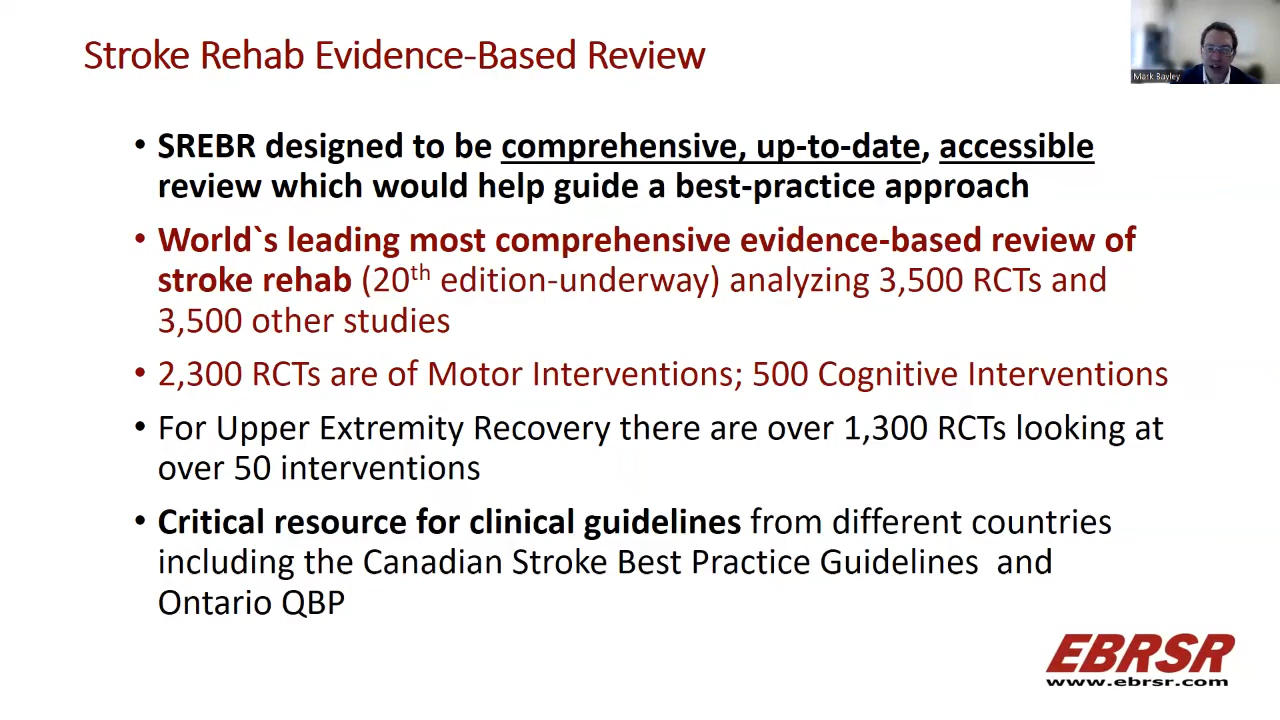 Stroke Rehab Evidence-Based Review
Mark Bayley
• SREBR designed to be comprehensive, up-to-date, accessible
review which would help guide a best-practice approach
• World`s leading most comprehensive evidence-based review of
stroke rehab (20th edition-underway) analyzing 3,500 RCTs and
3,500 other studies
• 2,300 RCTs are of Motor Interventions; 500 Cognitive Interventions
• For Upper Extremity Recovery there are over 1,300 RCTs looking at
over 50 interventions
• Critical resource for clinical guidelines from different countries
including the Canadian Stroke Best Practice Guidelines and
Ontario QBP
EBRSR
www.ebrsr.com